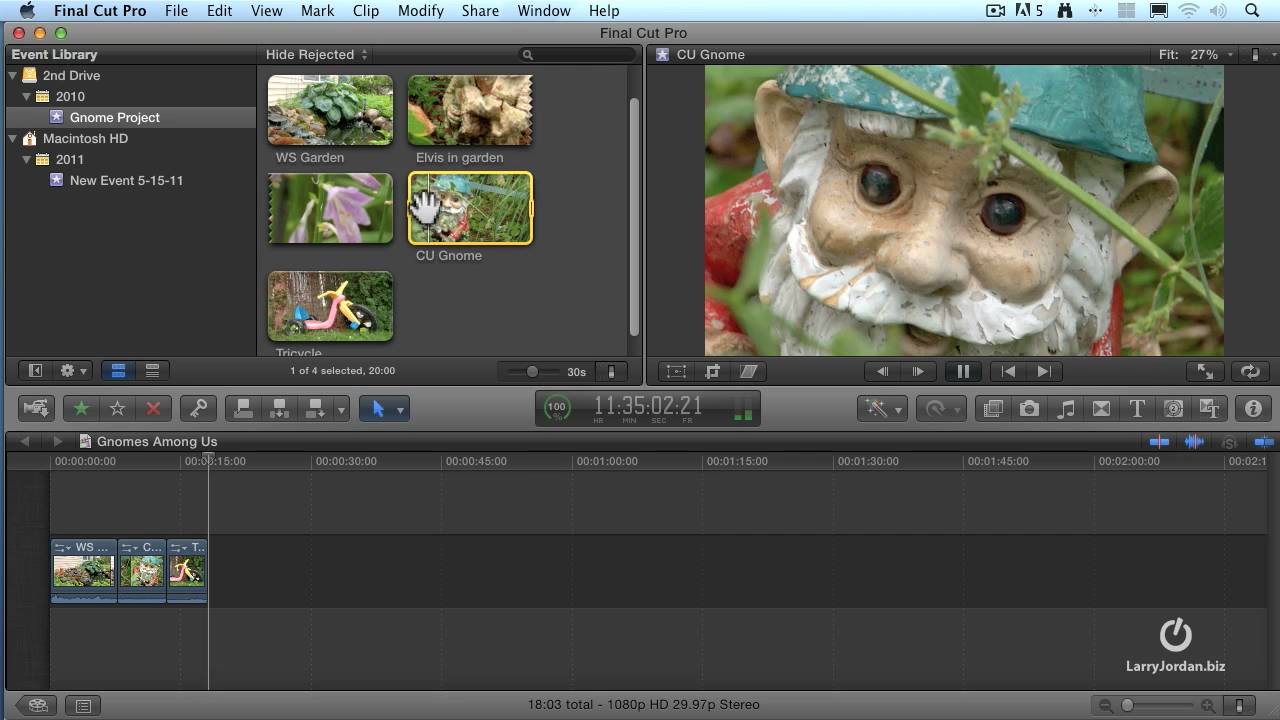 Final Cut Pro File Edit View Mark Clip Modify Share Window Help 5
Final Cut Pro
Event Library
Hide Rejected
CU Gnome
Fit: 27%
2nd Drive
2010
Gnome Project
Macintosh HD
2011
New Event 5-15-11
WS Garden
Elvis in garden
CU Gnome
Tricycle
1 of 4 selected, 20:00
30s
100
%
11:35:02:21
HR MIN SEC FR
T
2
T
Gnomes Among Us
S
00:00:00:00 00:00:15:00 00:00:30:00 00:00:45:00 00:01:00:00 00:01:15:00 00:01:30:00 00:01:45:00 00:02:00:00 00:02:1
WS ... C... T..
LarryJordan.biz
18:03 total - 1080p HD 29.97p Stereo